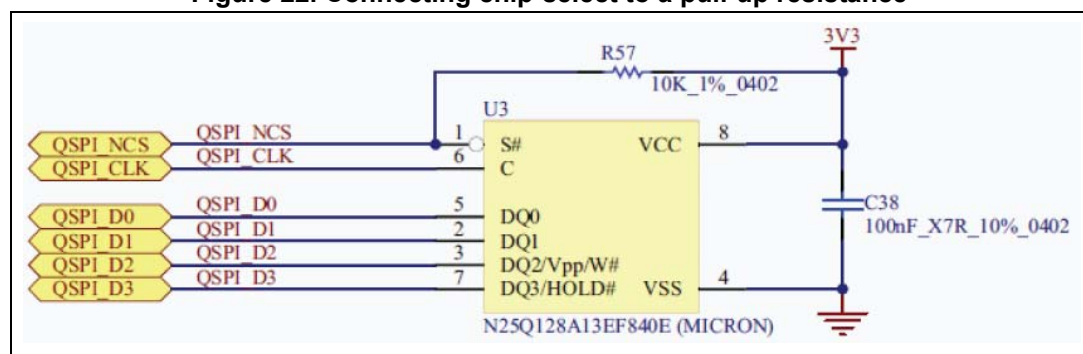 Figure 22. Connecting chip-select to a pull-up resistance
3V3
R57
10K_1%_0402
U3
QSPI_NCS QSPI_NCS 1 S# VCC 8
QSPI_CLK QSPI_CLK 6 C
C38
100nF_X7R_10%_0402
QSPI_D0 QSPI_D0 5 DQ0
QSPI_D1 QSPI_D1 2 DQ1
QSPI_D2 QSPI_D2 3 DQ2/Vpp/W#
QSPI_D3 QSPI_D3 7 DQ3/HOLD# VSS 4
N25Q128A13EF840E (MICRON)